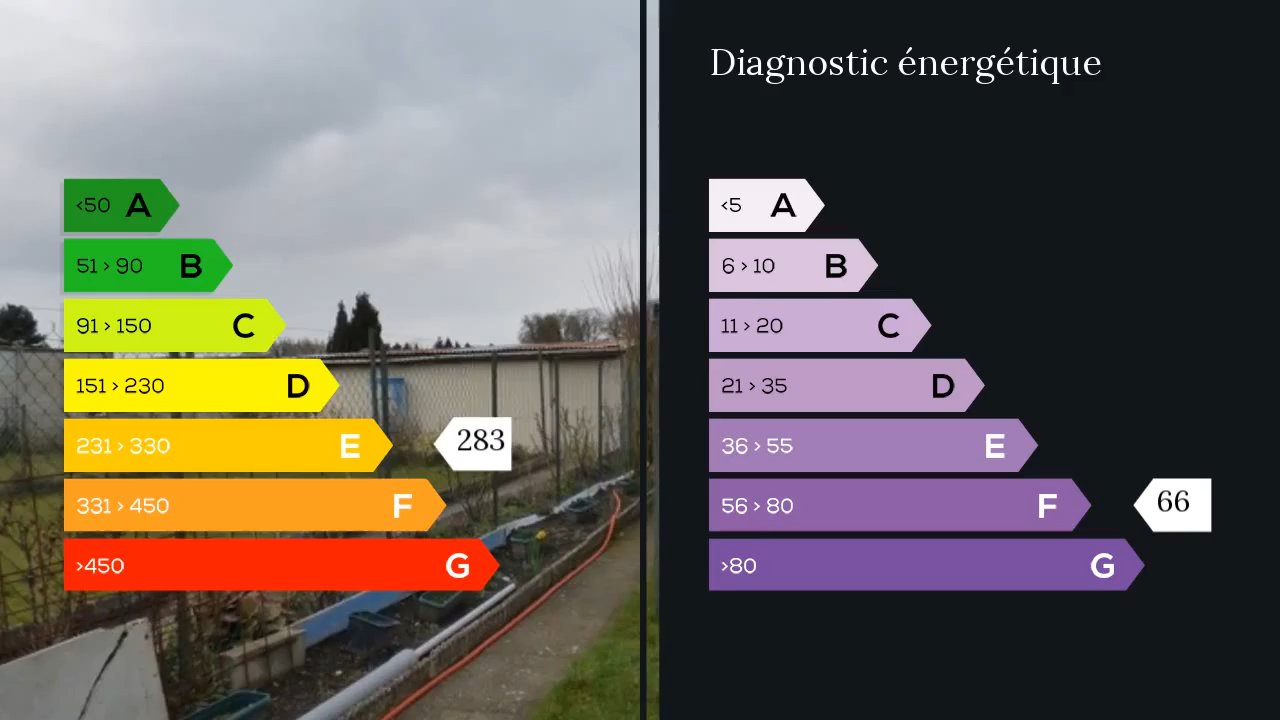 Diagnostic énergétique
<50 A
51 > 90 B
91 > 150 C
151 > 230 D
231 > 330 E
283
331 > 450 F
>450 G
<5 A
6 > 10 B
11 > 20 C
21 > 35 D
36 > 55 E
56 > 80 F
66
>80 G